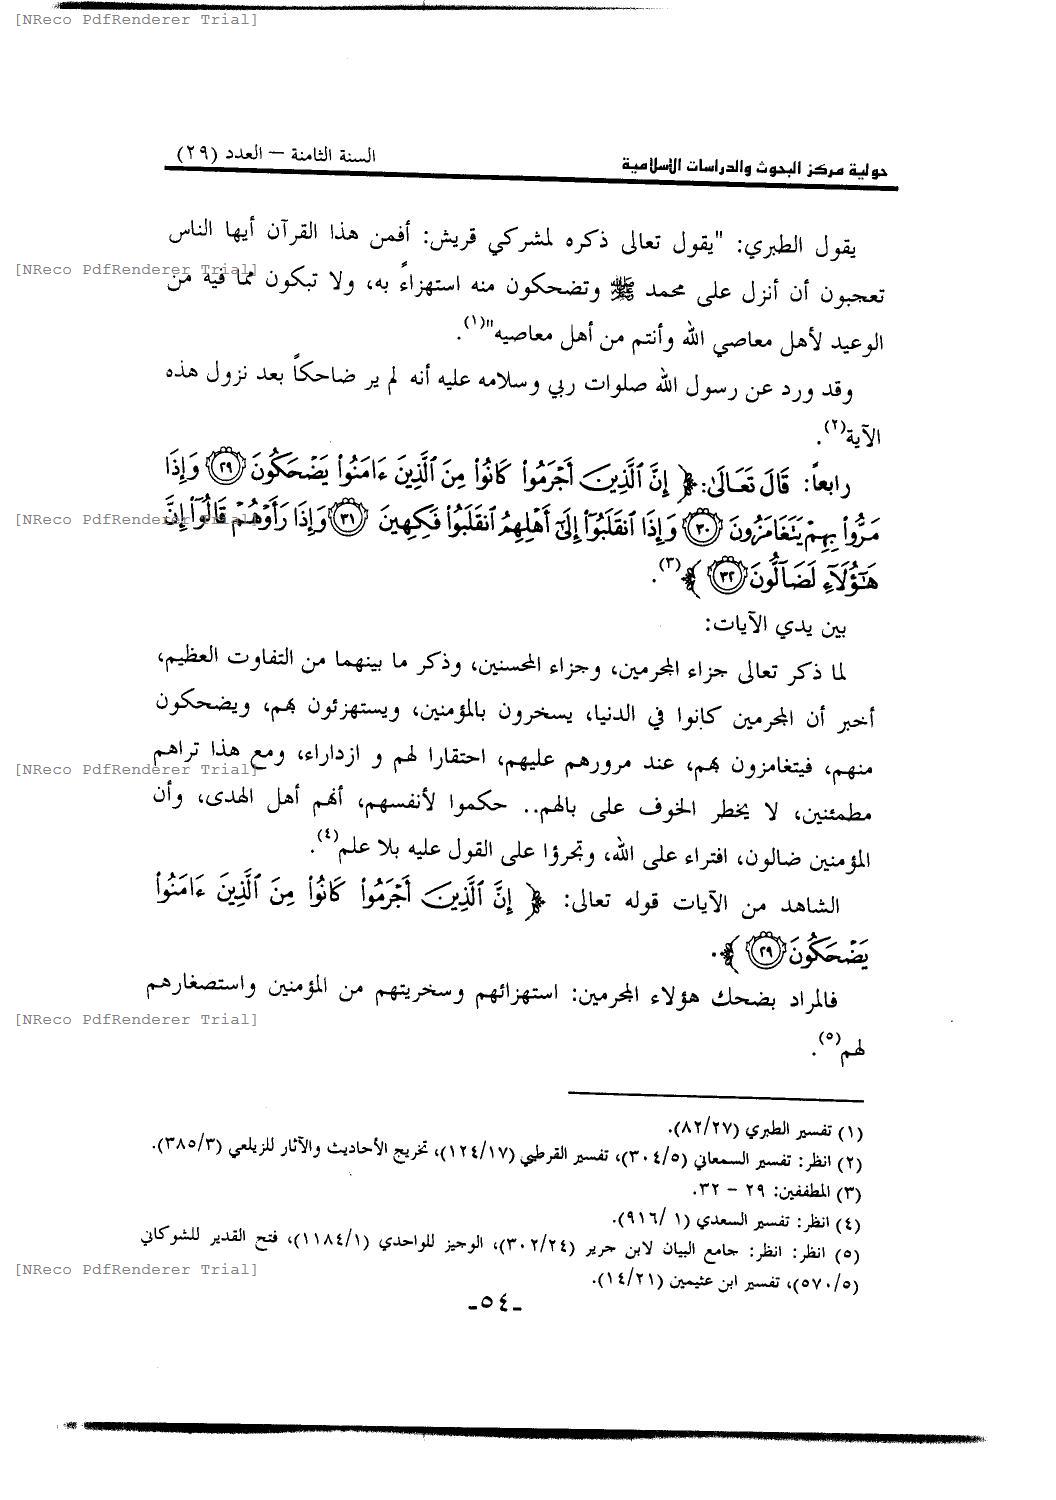 [NReco PdfRenderer Trial]
حولية مركز البحوث والدراسات الإسلامية
السنة الثامنة – العدد (٢٩)
يقول الطبري: "يقول تعالى ذكره لمشركي قريش: أفمن هذا القرآن أيها الناس
[NReco PdfRenderer Trial]
تعجبون أن أنزل على محمد ﷺ وتضحكون منه استهزاءً به، ولا تبكون مما فيه من
الوعيد لأهل معاصي الله وأنتم من أهل معاصيه"(١).
وقد ورد عن رسول الله صلوات ربي وسلامه عليه أنه لم ير ضاحكاً بعد نزول هذه
الآية(٢).
رابعاً: قَالَ تَعَالَىٰ: ﴿ إِنَّ ٱلَّذِينَ أَجْرَمُوا۟ كَانُوا۟ مِنَ ٱلَّذِينَ ءَامَنُوا۟ يَضْحَكُونَ ٢٩ وَإِذَا
[NReco PdfRenderer Trial]
مَرُّوا۟ بِهِمْ يَتَغَامَزُونَ ٣٠ وَإِذَا ٱنقَلَبُوٓا۟ إِلَىٰٓ أَهْلِهِمُ ٱنقَلَبُوا۟ فَكِهِينَ ٣١ وَإِذَا رَأَوْهُمْ قَالُوٓا۟ إِنَّ
هَٰٓؤُلَآءِ لَضَآلُّونَ ٣٢ ﴾(٣).
بين يدي الآيات:
لما ذكر تعالى جزاء المجرمين، وجزاء المحسنين، وذكر ما بينهما من التفاوت العظيم،
أخبر أن المجرمين كانوا في الدنيا، يسخرون بالمؤمنين، ويستهزئون بهم، ويضحكون
منهم، فيتغامزون بهم، عند مرورهم عليهم، احتقارا لهم و ازدراء، ومع هذا تراهم
[NReco PdfRenderer Trial]
مطمئنين، لا يخطر الخوف على بالهم.. حكموا لأنفسهم، أنهم أهل الهدى، وأن
المؤمنين ضالون، افتراء على الله، وتجرؤا على القول عليه بلا علم(٤).
الشاهد من الآيات قوله تعالى: ﴿ إِنَّ ٱلَّذِينَ أَجْرَمُوا۟ كَانُوا۟ مِنَ ٱلَّذِينَ ءَامَنُوا۟
يَضْحَكُونَ ٢٩ ﴾.
فالمراد بضحك هؤلاء المجرمين: استهزائهم وسخريتهم من المؤمنين واستصغارهم
[NReco PdfRenderer Trial]
لهم(٥).
(١) تفسير الطبري (٨٢/٢٧).
(٢) انظر: تفسير السمعاني (٣٠٤/٥)، تفسير القرطبي (١٢٤/١٧)، تخريج الأحاديث والآثار للزيلعي (٣٨٥/٣).
(٣) المطففين: ٢٩ – ٣٢.
(٤) انظر: تفسير السعدي (١ /٩١٦).
(٥) انظر: انظر: جامع البيان لابن جرير (٣٠٢/٢٤)، الوجيز للواحدي (١١٨٤/١)، فتح القدير للشوكاني
[NReco PdfRenderer Trial]
(٥٧٠/٥)، تفسير ابن عثيمين (١٤/٢١).
-٥٤-